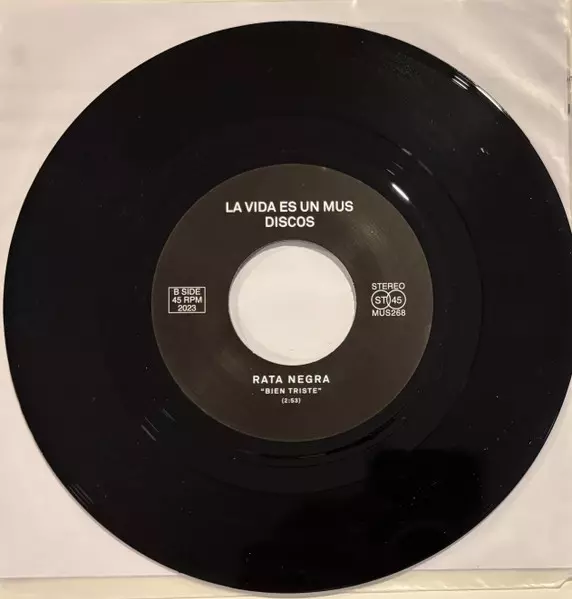 LA VIDA ES UN MUS
DISCOS
B SIDE
45 RPM
2023
STEREO
ST 45
MUS268
RATA NEGRA
"BIEN TRISTE"
(2:53)